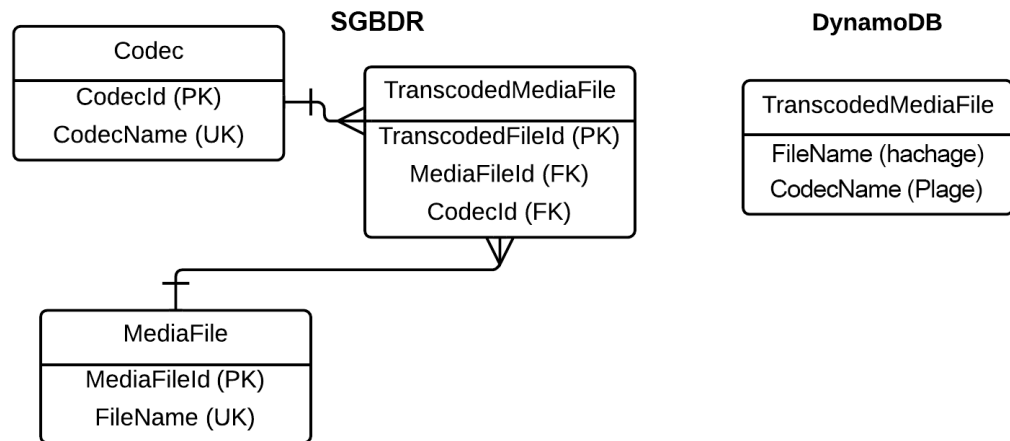 SGBDR
Codec
CodecId (PK)
CodecName (UK)
TranscodedMediaFile
TranscodedFileId (PK)
MediaFileId (FK)
CodecId (FK)
MediaFile
MediaFileId (PK)
FileName (UK)
DynamoDB
TranscodedMediaFile
FileName (hachage)
CodecName (Plage)